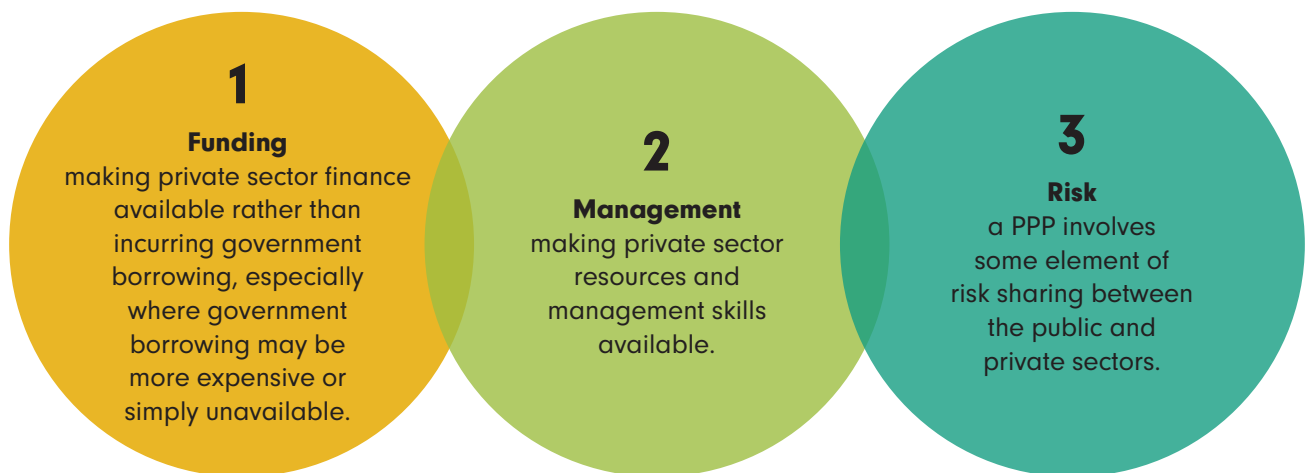 1
Funding
making private sector finance
available rather than
incurring government
borrowing, especially
where government
borrowing may be
more expensive or
simply unavailable.
2
Management
making private sector
resources and
management skills
available.
3
Risk
a PPP involves
some element of
risk sharing between
the public and
private sectors.